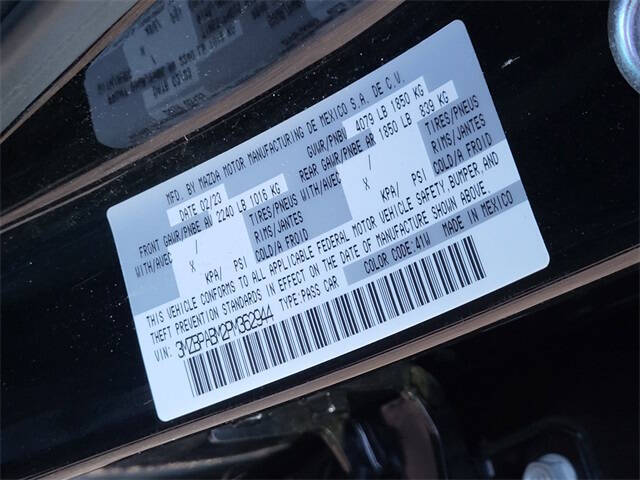 MFD. BY MAZDA MOTOR MANUFACTURING DE MEXICO S.A. DE C.V.
DATE 02/23 GVWR/PNBV 4079 LB 1850 KG
FRONT GAWR/PNBE AV 2240 LB 1016 KG REAR GAWR/PNBE AR 1850 LB 839 KG
WITH/AVEC / TIRES/PNEUS WITH/AVEC / TIRES/PNEUS
X RIMS/JANTES X RIMS/JANTES
KPA/ PSI COLD/A FROID KPA/ PSI COLD/A FROID
THIS VEHICLE CONFORMS TO ALL APPLICABLE FEDERAL MOTOR VEHICLE SAFETY, BUMPER, AND
THEFT PREVENTION STANDARDS IN EFFECT ON THE DATE OF MANUFACTURE SHOWN ABOVE.
VIN: 3MZBPABM2PM362944 TYPE: PASS CAR COLOR CODE: 41W MADE IN MEXICO